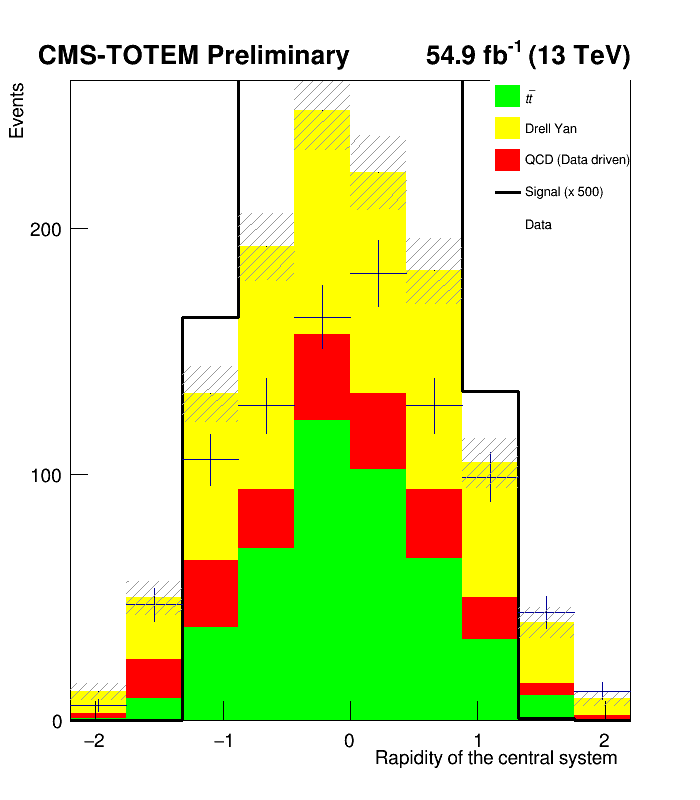 CMS-TOTEM Preliminary 54.9 fb⁻¹ (13 TeV)
Events
tt̅
Drell Yan
QCD (Data driven)
Signal (x 500)
Data
200
100
0
−2 −1 0 1 2
Rapidity of the central system